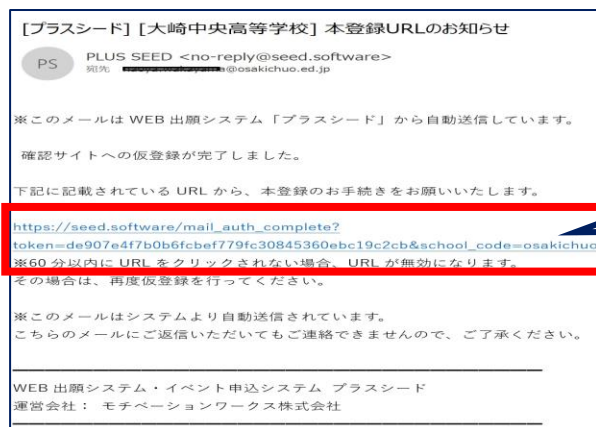 [プラスシード] [大崎中央高等学校] 本登録URLのお知らせ
PS
PLUS SEED <no-reply@seed.software>
宛先 a@osakichuo.ed.jp
※このメールは WEB 出願システム「プラスシード」から自動送信しています。
確認サイトへの仮登録が完了しました。
下記に記載されている URL から、本登録のお手続きをお願いいたします。
https://seed.software/mail_auth_complete?
token=de907e4f7b0b6fcbef779fc30845360ebc19c2cb&school_code=osakichuo
※60 分以内に URL をクリックされない場合、URL が無効になります。
その場合は、再度仮登録を行ってください。
※このメールはシステムより自動送信されています。
こちらのメールにご返信いただいてもご連絡できませんので、ご了承ください。
WEB 出願システム・イベント申込システム プラスシード
運営会社： モチベーションワークス株式会社